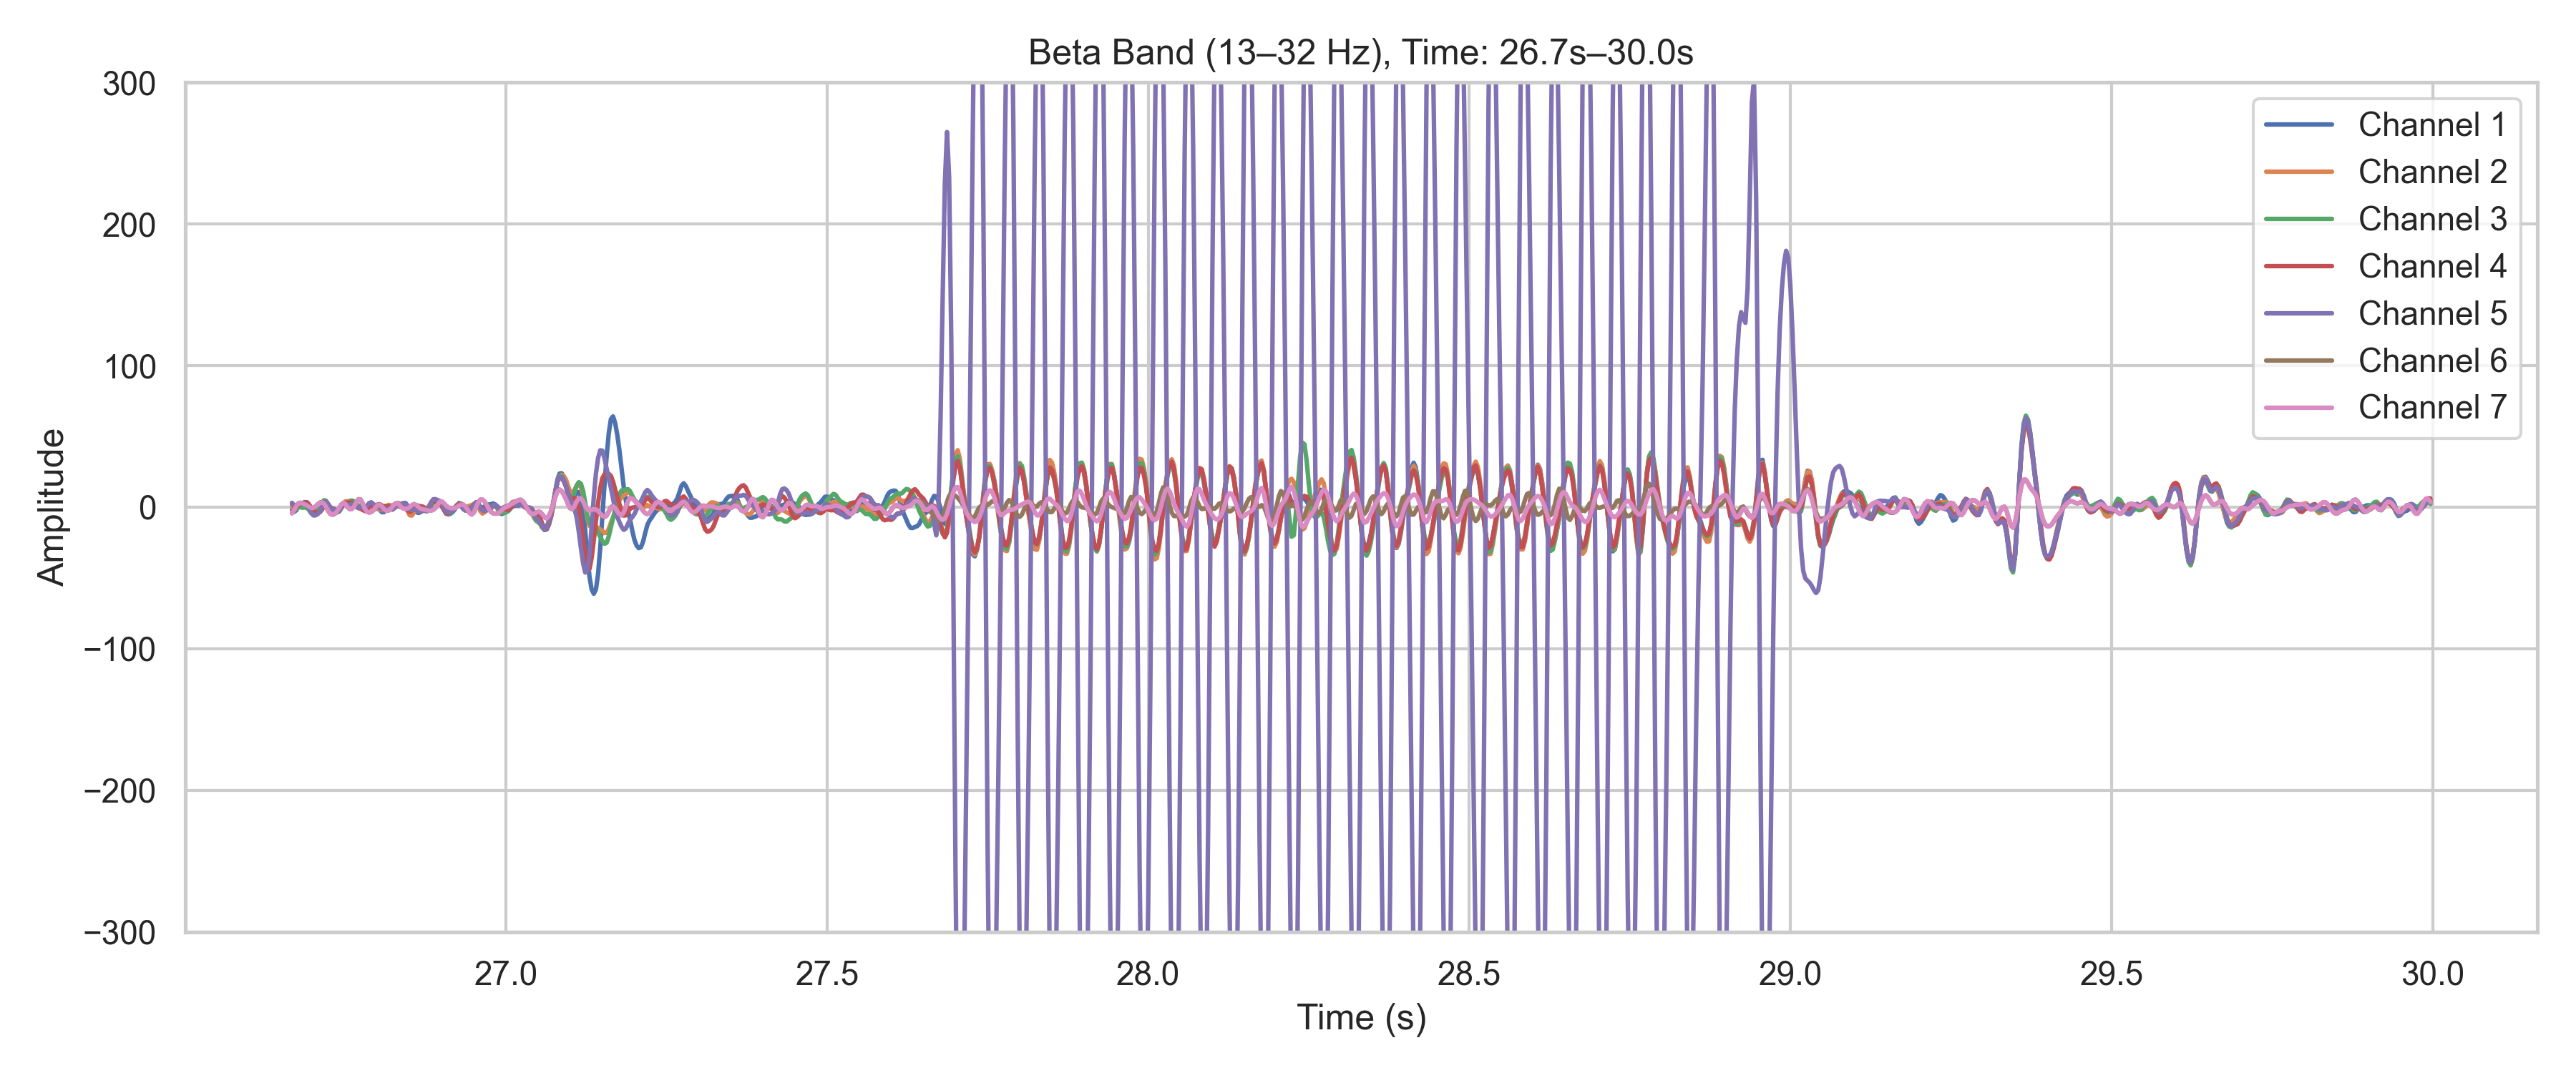 Beta Band (13–32 Hz), Time: 26.7s–30.0s
300
200
100
0
−100
−200
−300
Amplitude
27.0
27.5
28.0
28.5
29.0
29.5
30.0
Time (s)
Channel 1
Channel 2
Channel 3
Channel 4
Channel 5
Channel 6
Channel 7